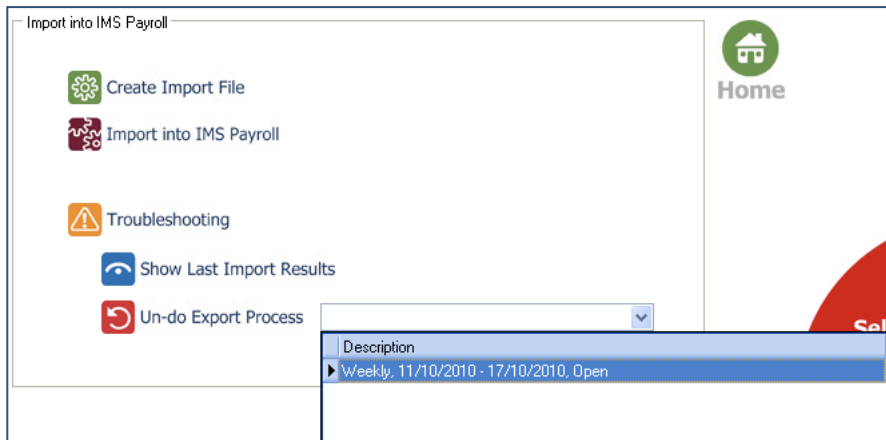 Import into IMS Payroll
Home
Create Import File
Import into IMS Payroll
Troubleshooting
Show Last Import Results
Un-do Export Process
Description
Weekly, 11/10/2010 - 17/10/2010, Open